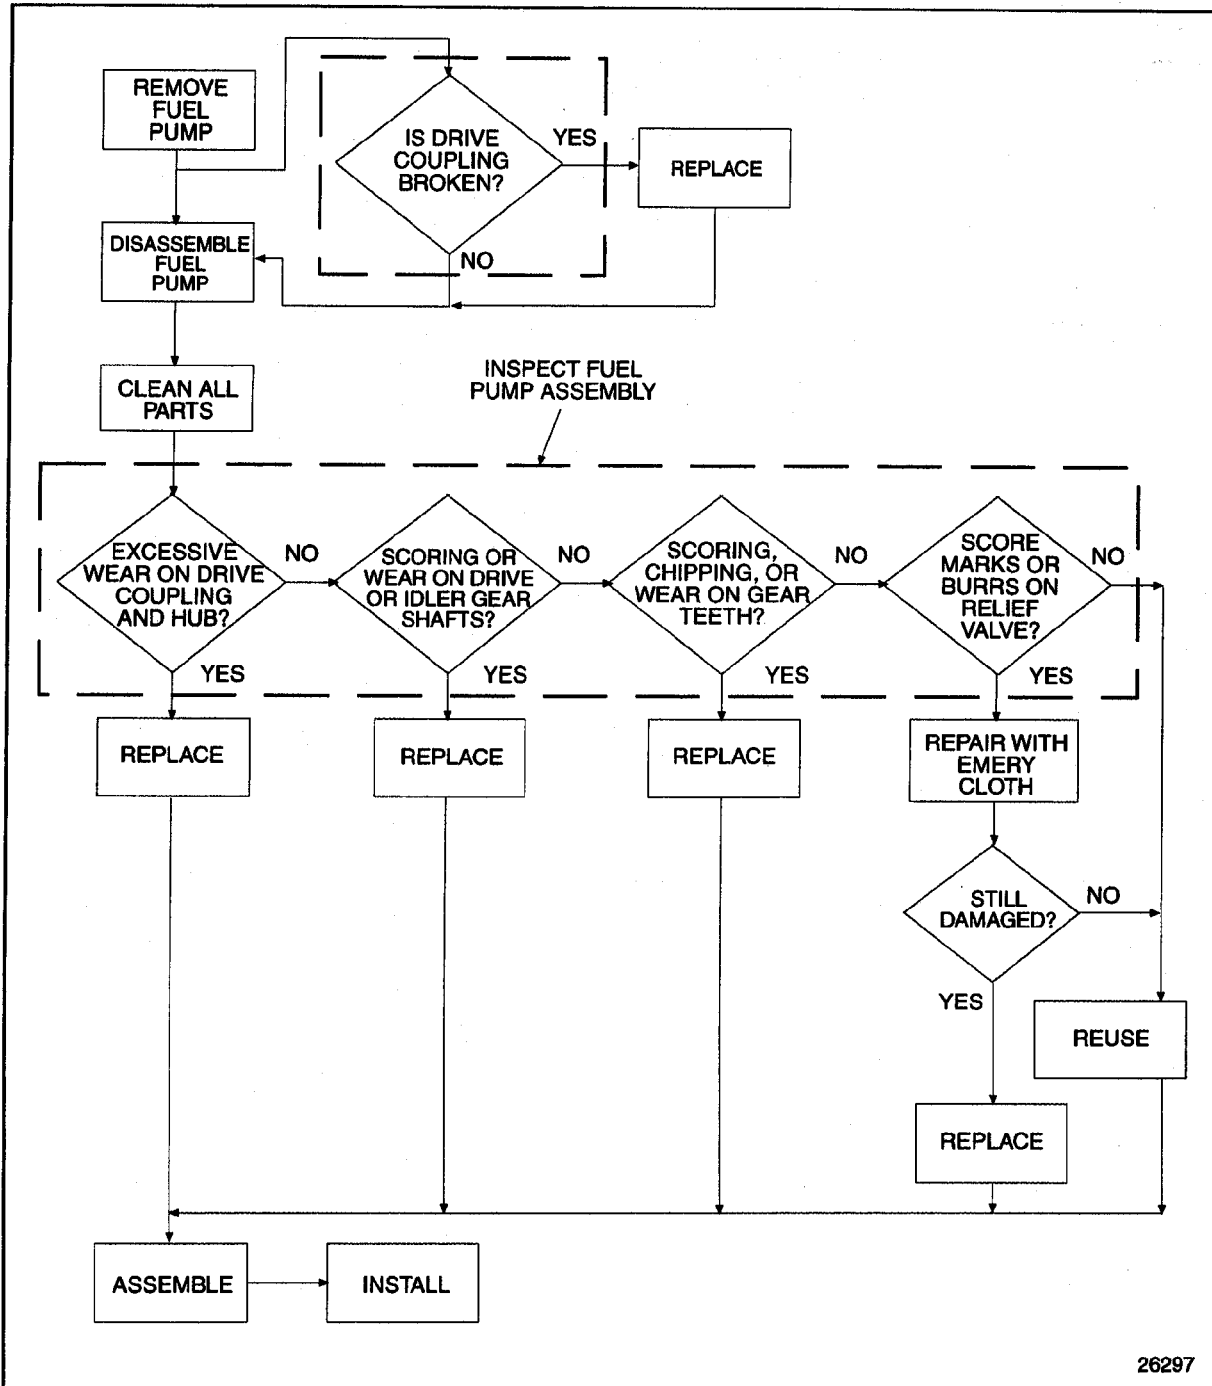 REMOVE
FUEL
PUMP
IS DRIVE
COUPLING
BROKEN?
YES
REPLACE
NO
DISASSEMBLE
FUEL
PUMP
CLEAN ALL
PARTS
INSPECT FUEL
PUMP ASSEMBLY
EXCESSIVE
WEAR ON DRIVE
COUPLING
AND HUB?
NO
YES
SCORING OR
WEAR ON DRIVE
OR IDLER GEAR
SHAFTS?
NO
YES
SCORING,
CHIPPING, OR
WEAR ON GEAR
TEETH?
NO
YES
SCORE
MARKS OR
BURRS ON
RELIEF
VALVE?
NO
YES
REPLACE
REPLACE
REPLACE
REPAIR WITH
EMERY
CLOTH
STILL
DAMAGED?
NO
YES
REUSE
REPLACE
ASSEMBLE
INSTALL
26297